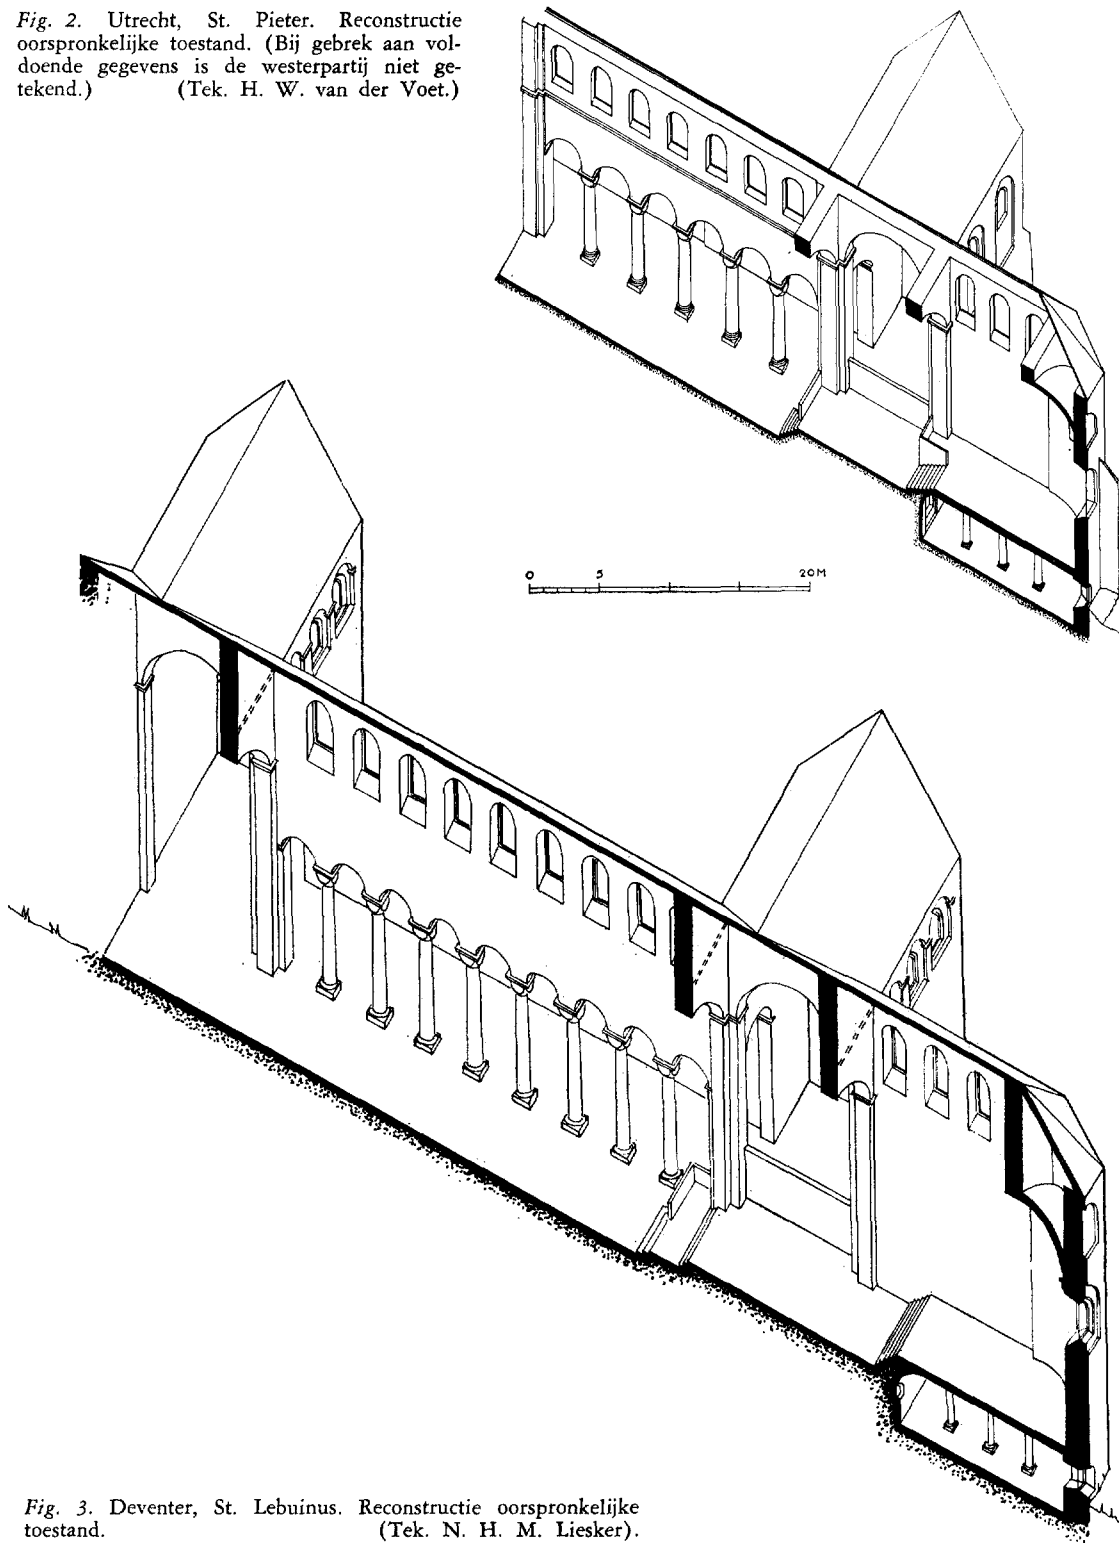 Fig. 2. Utrecht, St. Pieter. Reconstructie
oorspronkelijke toestand. (Bij gebrek aan vol-
doende gegevens is de westerpartij niet ge-
tekend.) (Tek. H. W. van der Voet.)
0 5 20M
Fig. 3. Deventer, St. Lebuinus. Reconstructie oorspronkelijke
toestand. (Tek. N. H. M. Liesker).